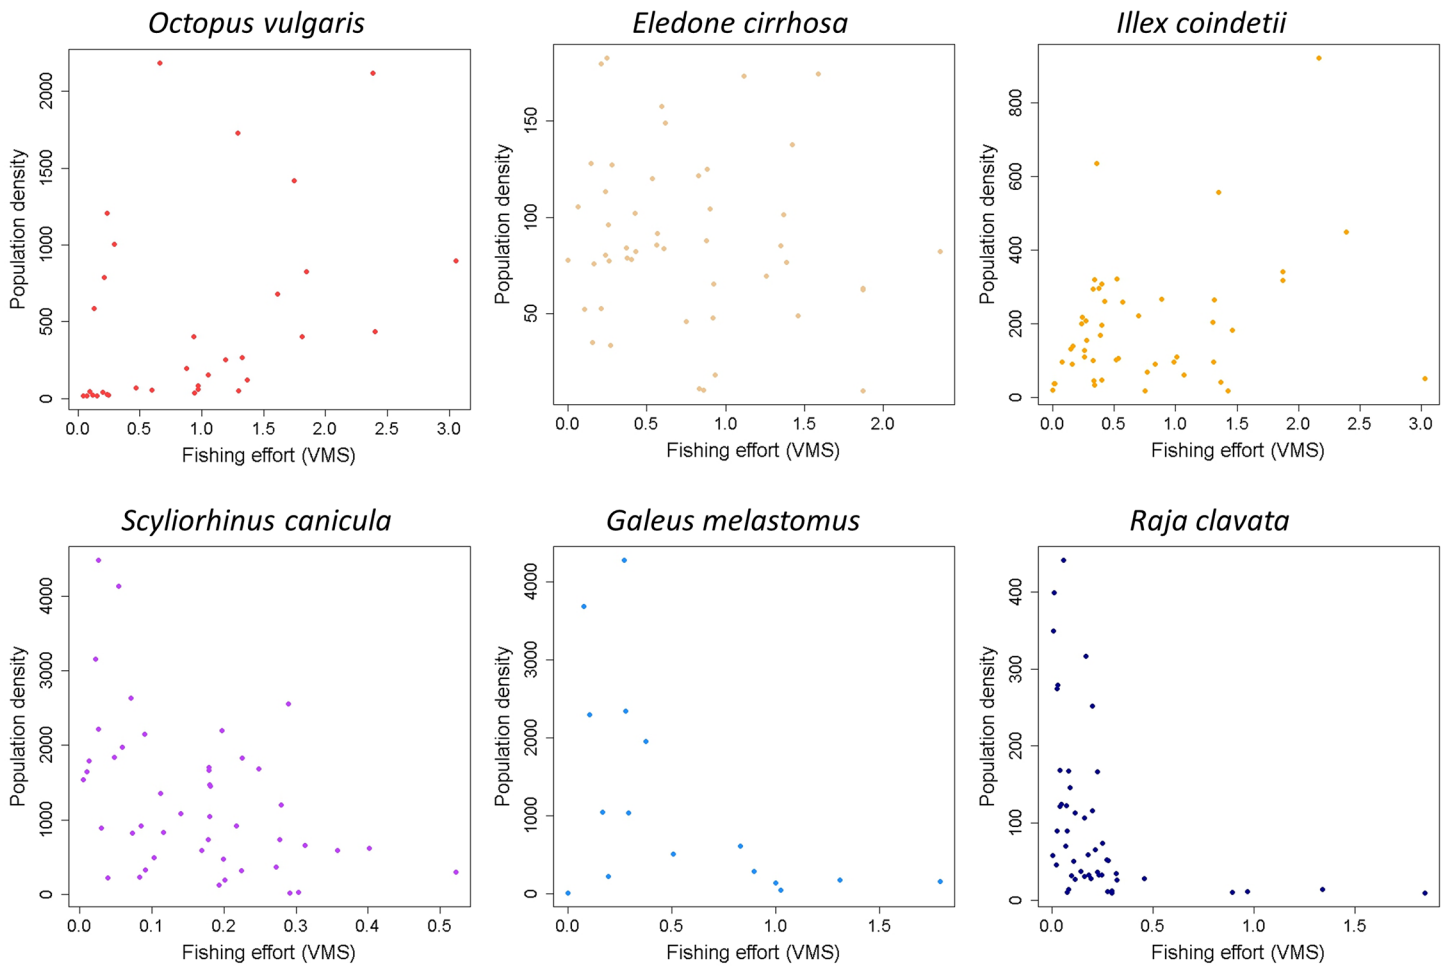 Octopus vulgaris
Eledone cirrhosa
Illex coindetii
Population density
2000
1500
1000
500
0
0.0 0.5 1.0 1.5 2.0 2.5 3.0
Fishing effort (VMS)
Population density
150
100
50
0.0 0.5 1.0 1.5 2.0
Fishing effort (VMS)
Population density
800
600
400
200
0
0.0 0.5 1.0 1.5 2.0 2.5 3.0
Fishing effort (VMS)
Scyliorhinus canicula
Galeus melastomus
Raja clavata
Population density
4000
3000
2000
1000
0
0.0 0.1 0.2 0.3 0.4 0.5
Fishing effort (VMS)
Population density
4000
3000
2000
1000
0
0.0 0.5 1.0 1.5
Fishing effort (VMS)
Population density
400
300
200
100
0
0.0 0.5 1.0 1.5
Fishing effort (VMS)